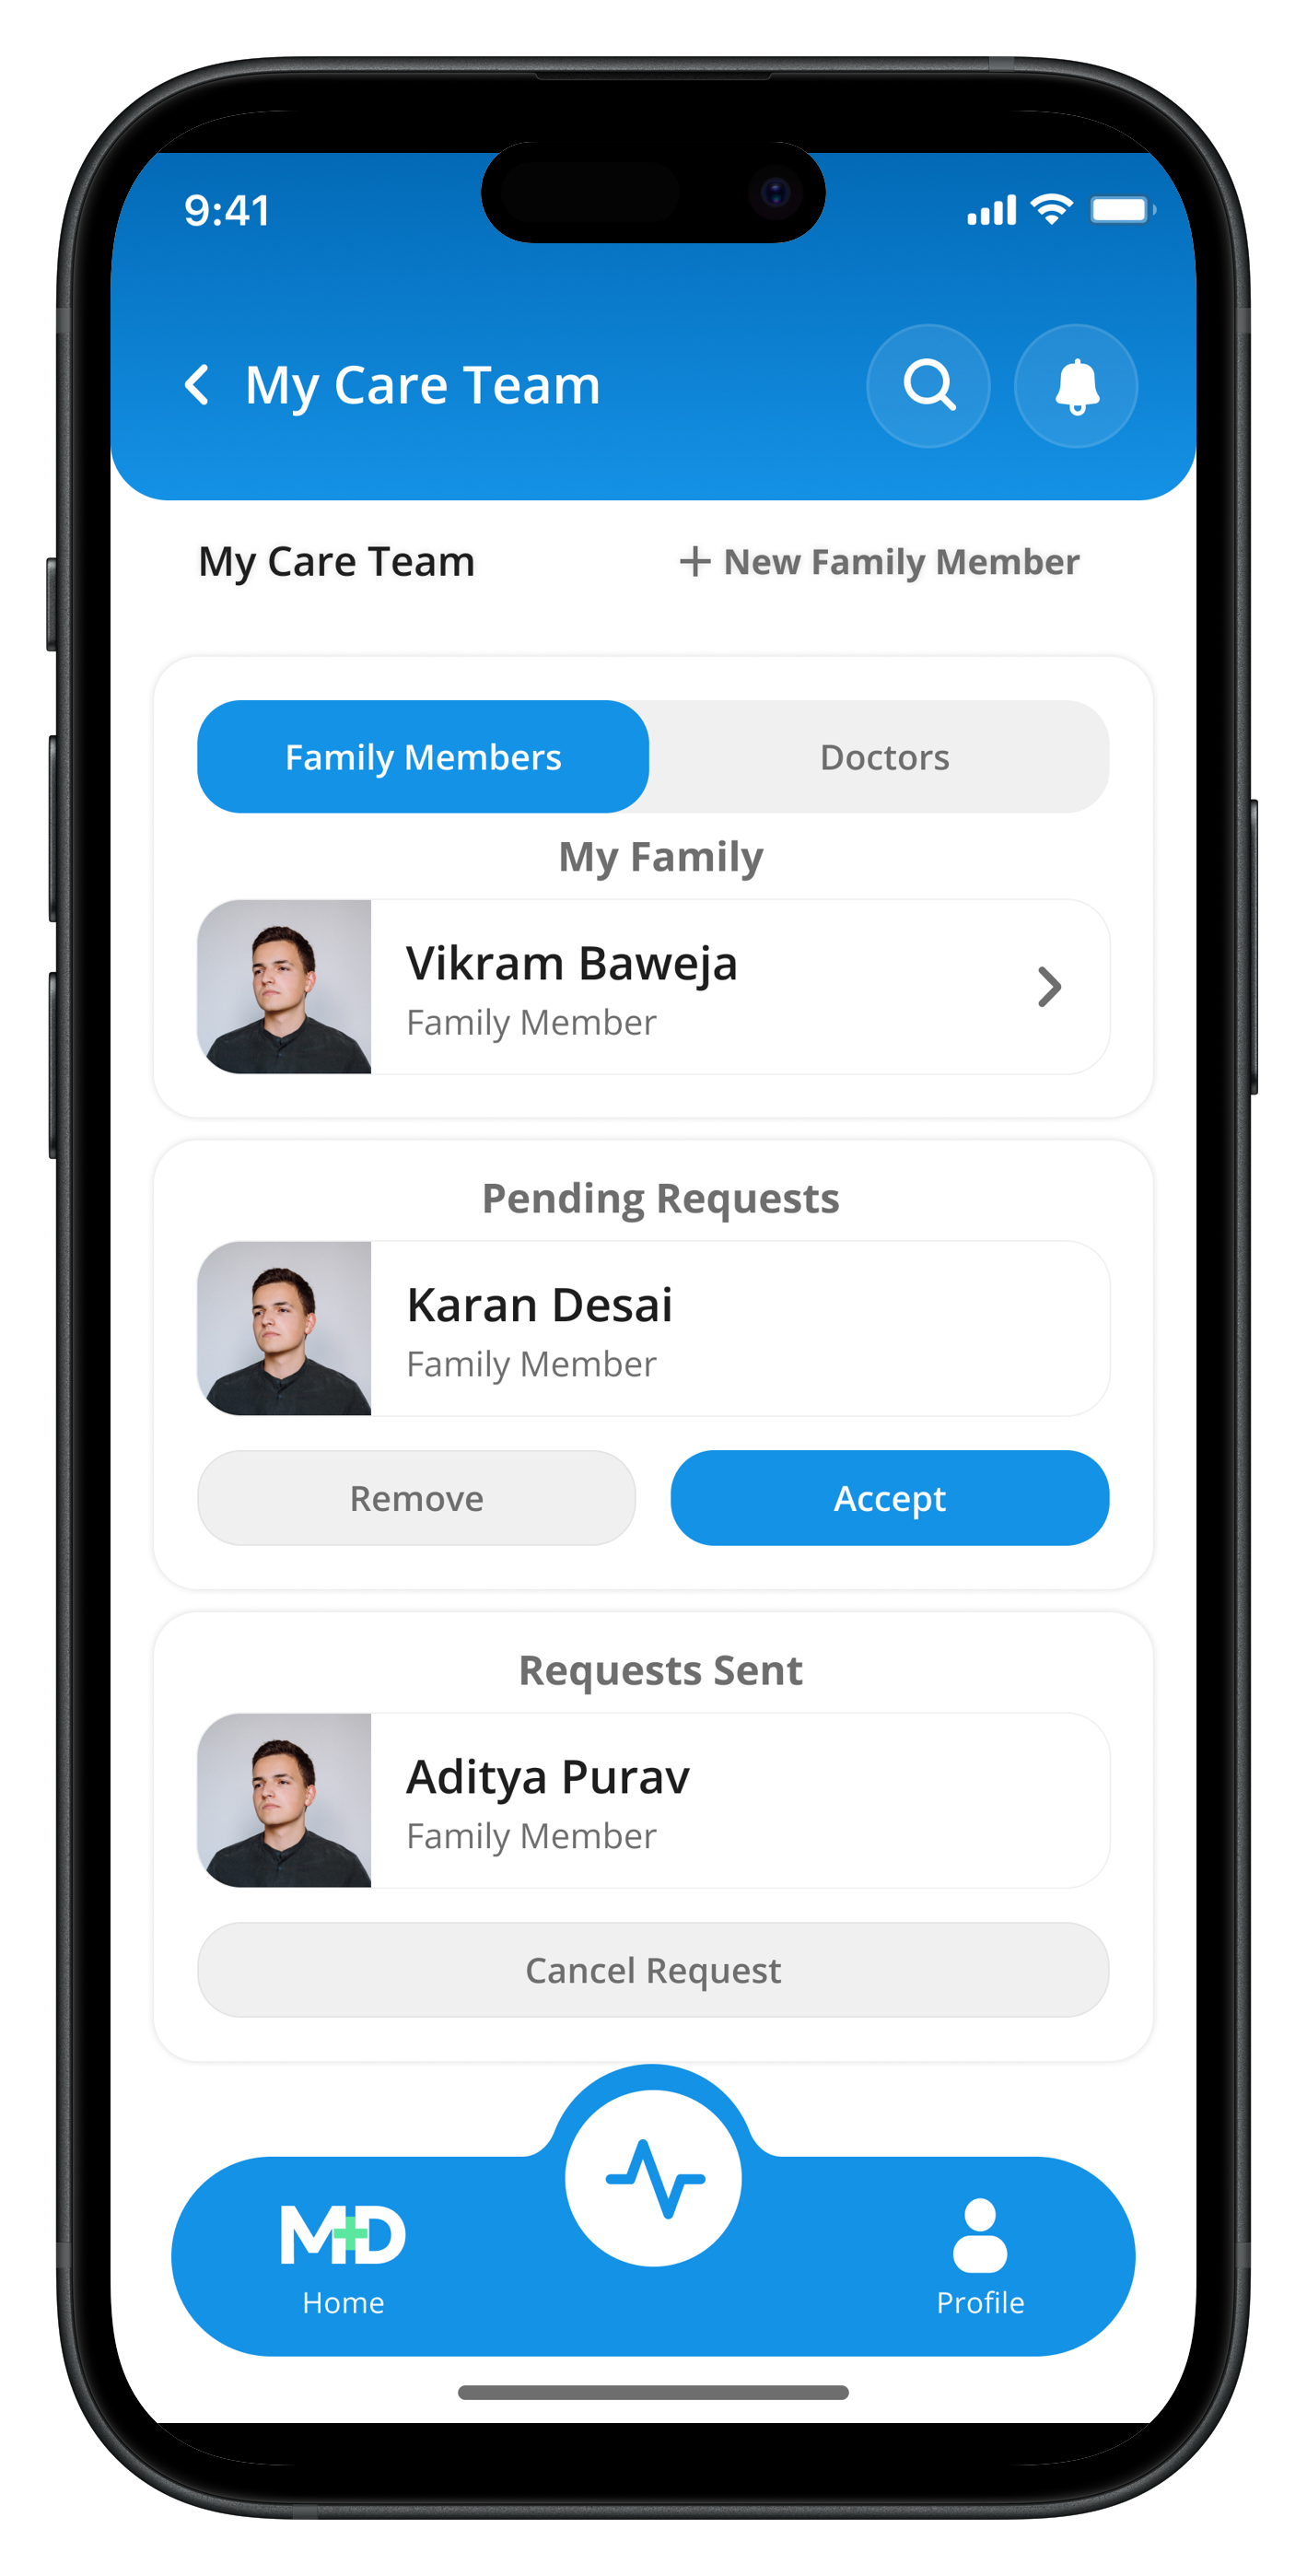 9:41
My Care Team
My Care Team
+ New Family Member
Family Members
Doctors
My Family
Vikram Baweja
Family Member
Pending Requests
Karan Desai
Family Member
Remove
Accept
Requests Sent
Aditya Purav
Family Member
Cancel Request
M+D
Home
Profile